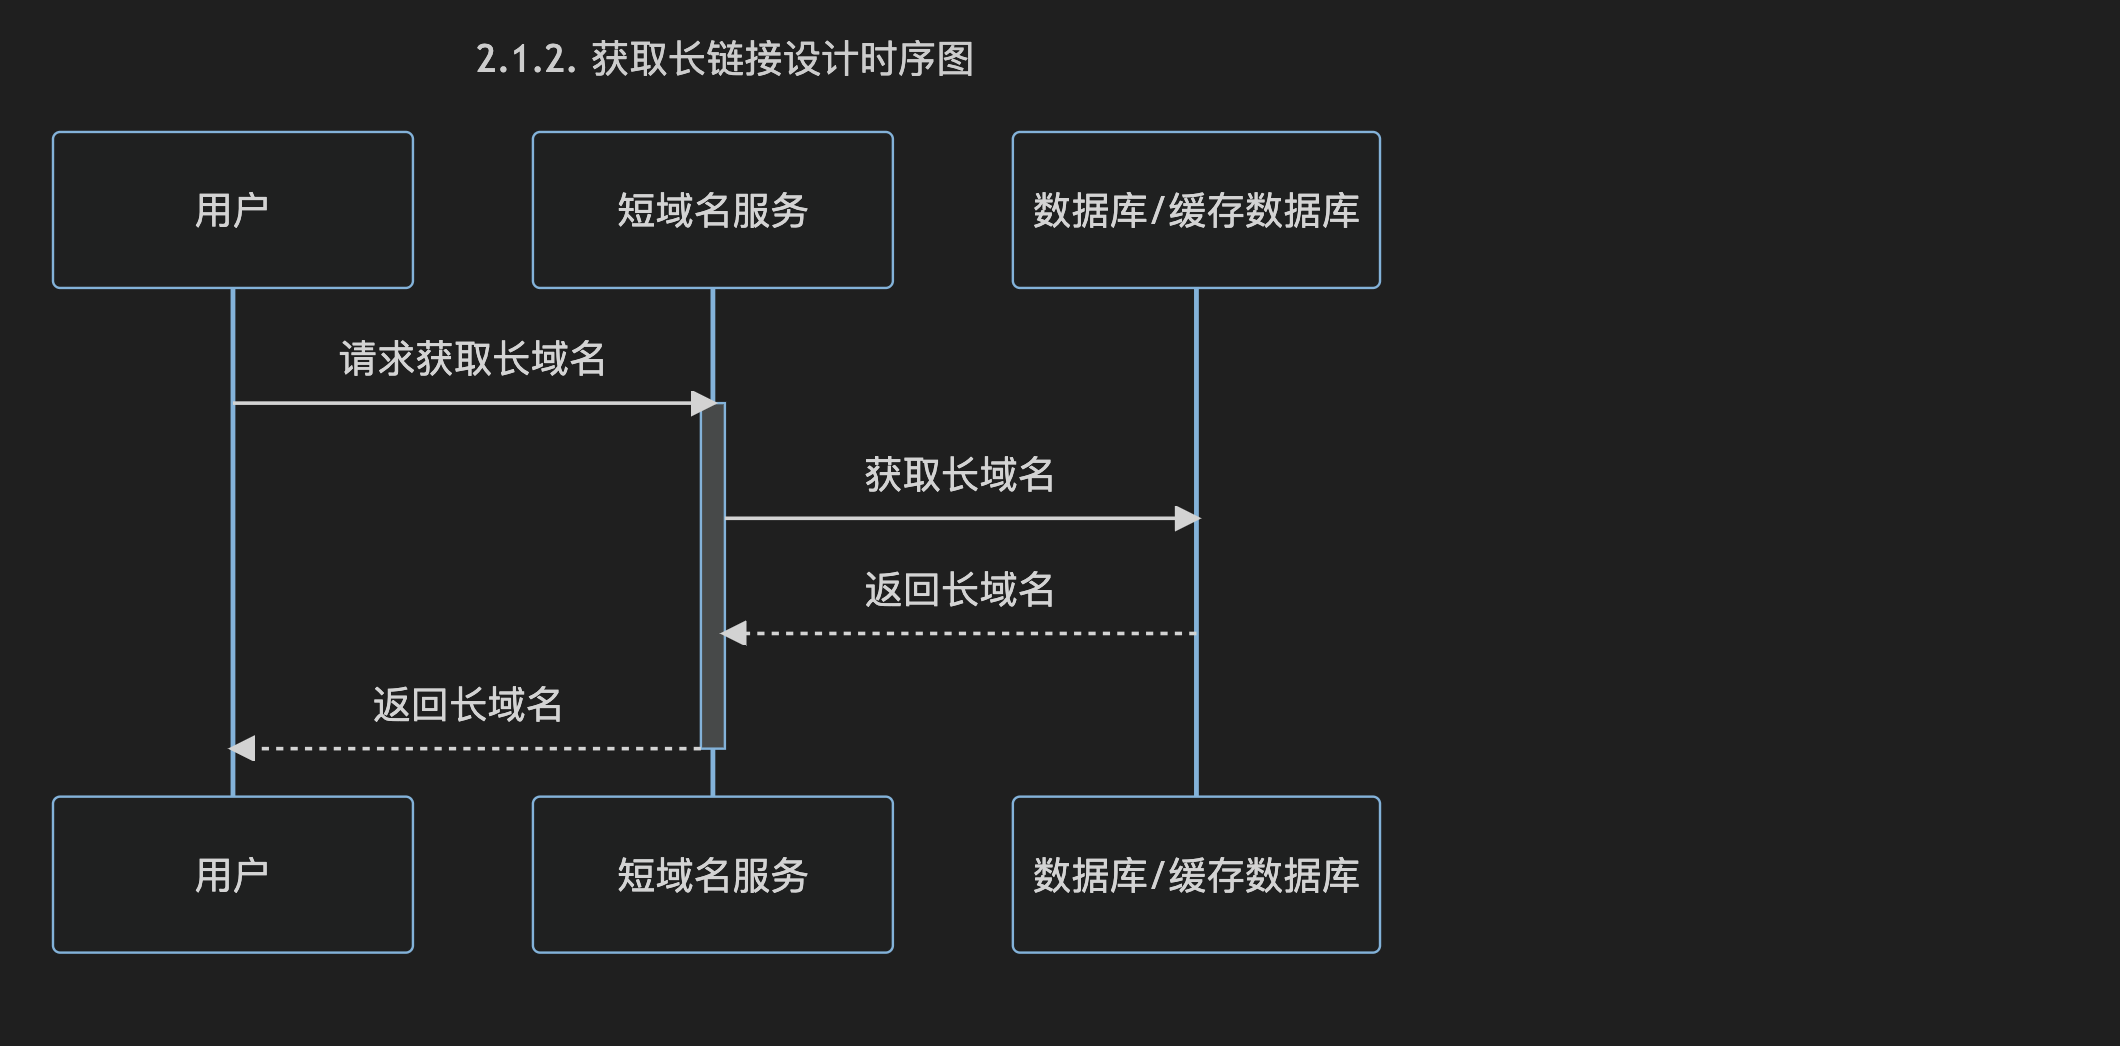 2.1.2. 获取长链接设计时序图
用户
短域名服务
数据库/缓存数据库
请求获取长域名
获取长域名
返回长域名
返回长域名
用户
短域名服务
数据库/缓存数据库